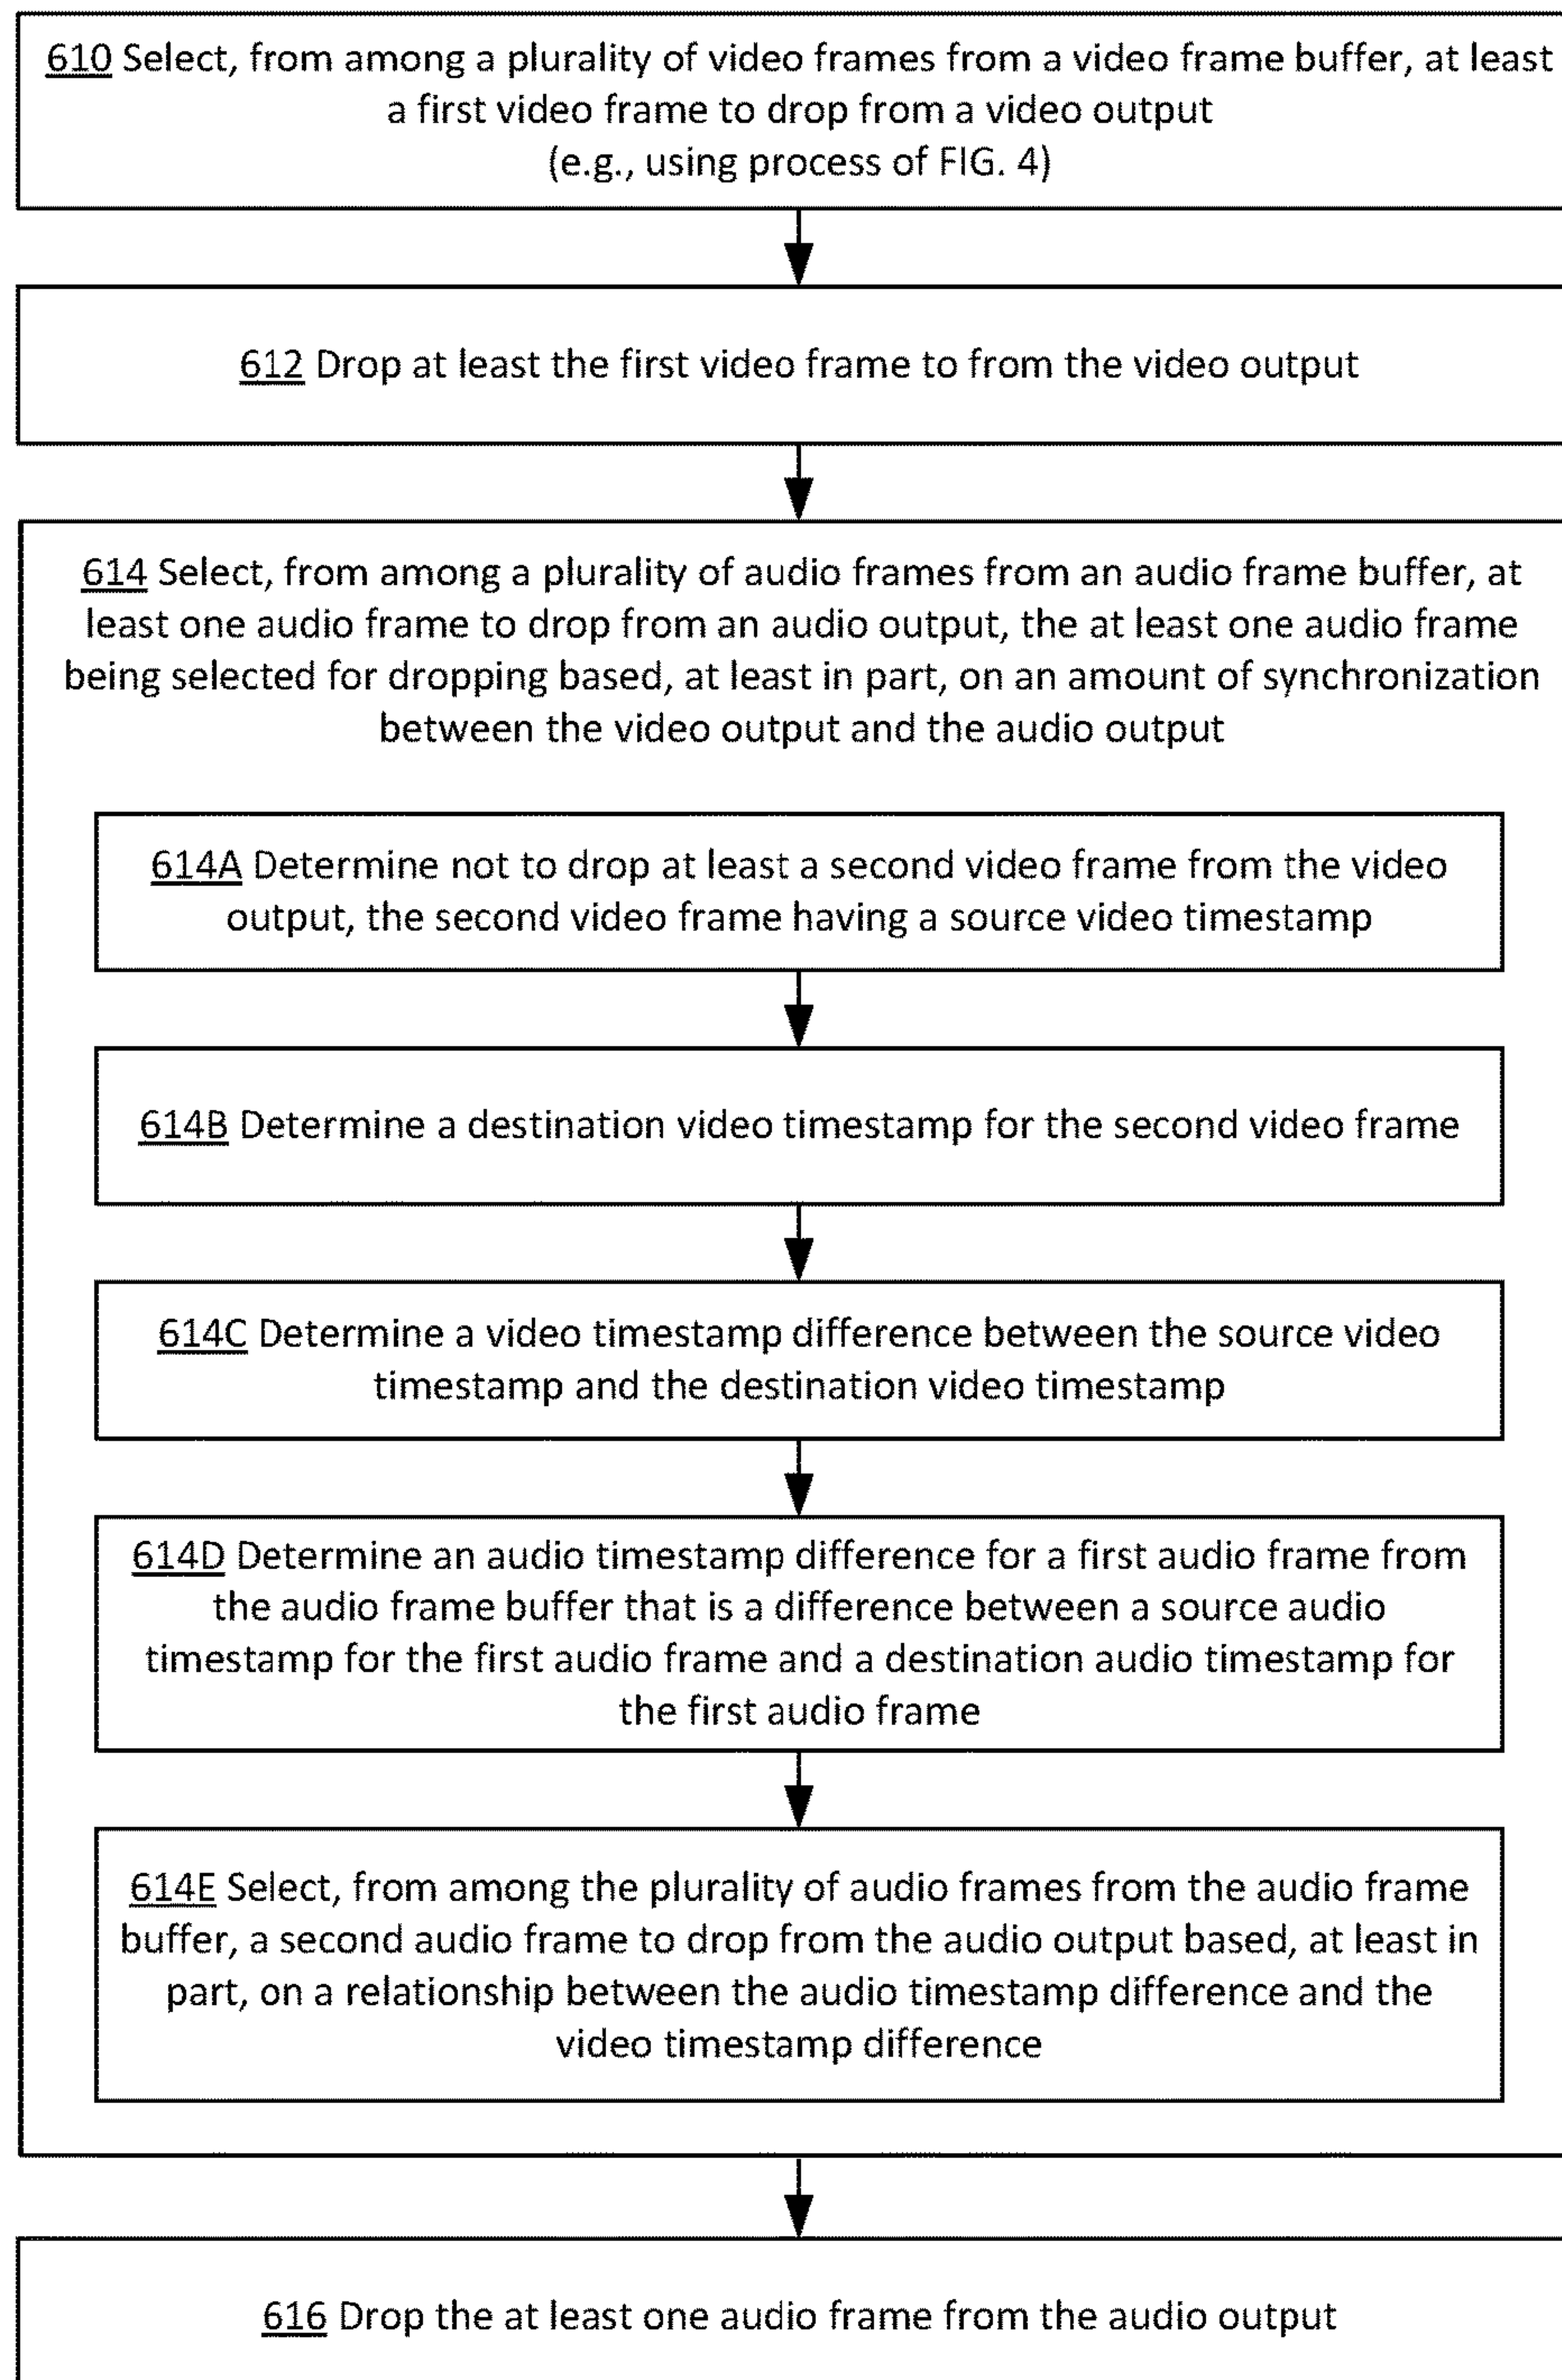 610 Select, from among a plurality of video frames from a video frame buffer, at least
a first video frame to drop from a video output
(e.g., using process of FIG. 4)
612 Drop at least the first video frame to from the video output
614 Select, from among a plurality of audio frames from an audio frame buffer, at
least one audio frame to drop from an audio output, the at least one audio frame
being selected for dropping based, at least in part, on an amount of synchronization
between the video output and the audio output
614A Determine not to drop at least a second video frame from the video
output, the second video frame having a source video timestamp
614B Determine a destination video timestamp for the second video frame
614C Determine a video timestamp difference between the source video
timestamp and the destination video timestamp
614D Determine an audio timestamp difference for a first audio frame from
the audio frame buffer that is a difference between a source audio
timestamp for the first audio frame and a destination audio timestamp for
the first audio frame
614E Select, from among the plurality of audio frames from the audio frame
buffer, a second audio frame to drop from the audio output based, at least in
part, on a relationship between the audio timestamp difference and the
video timestamp difference
616 Drop the at least one audio frame from the audio output